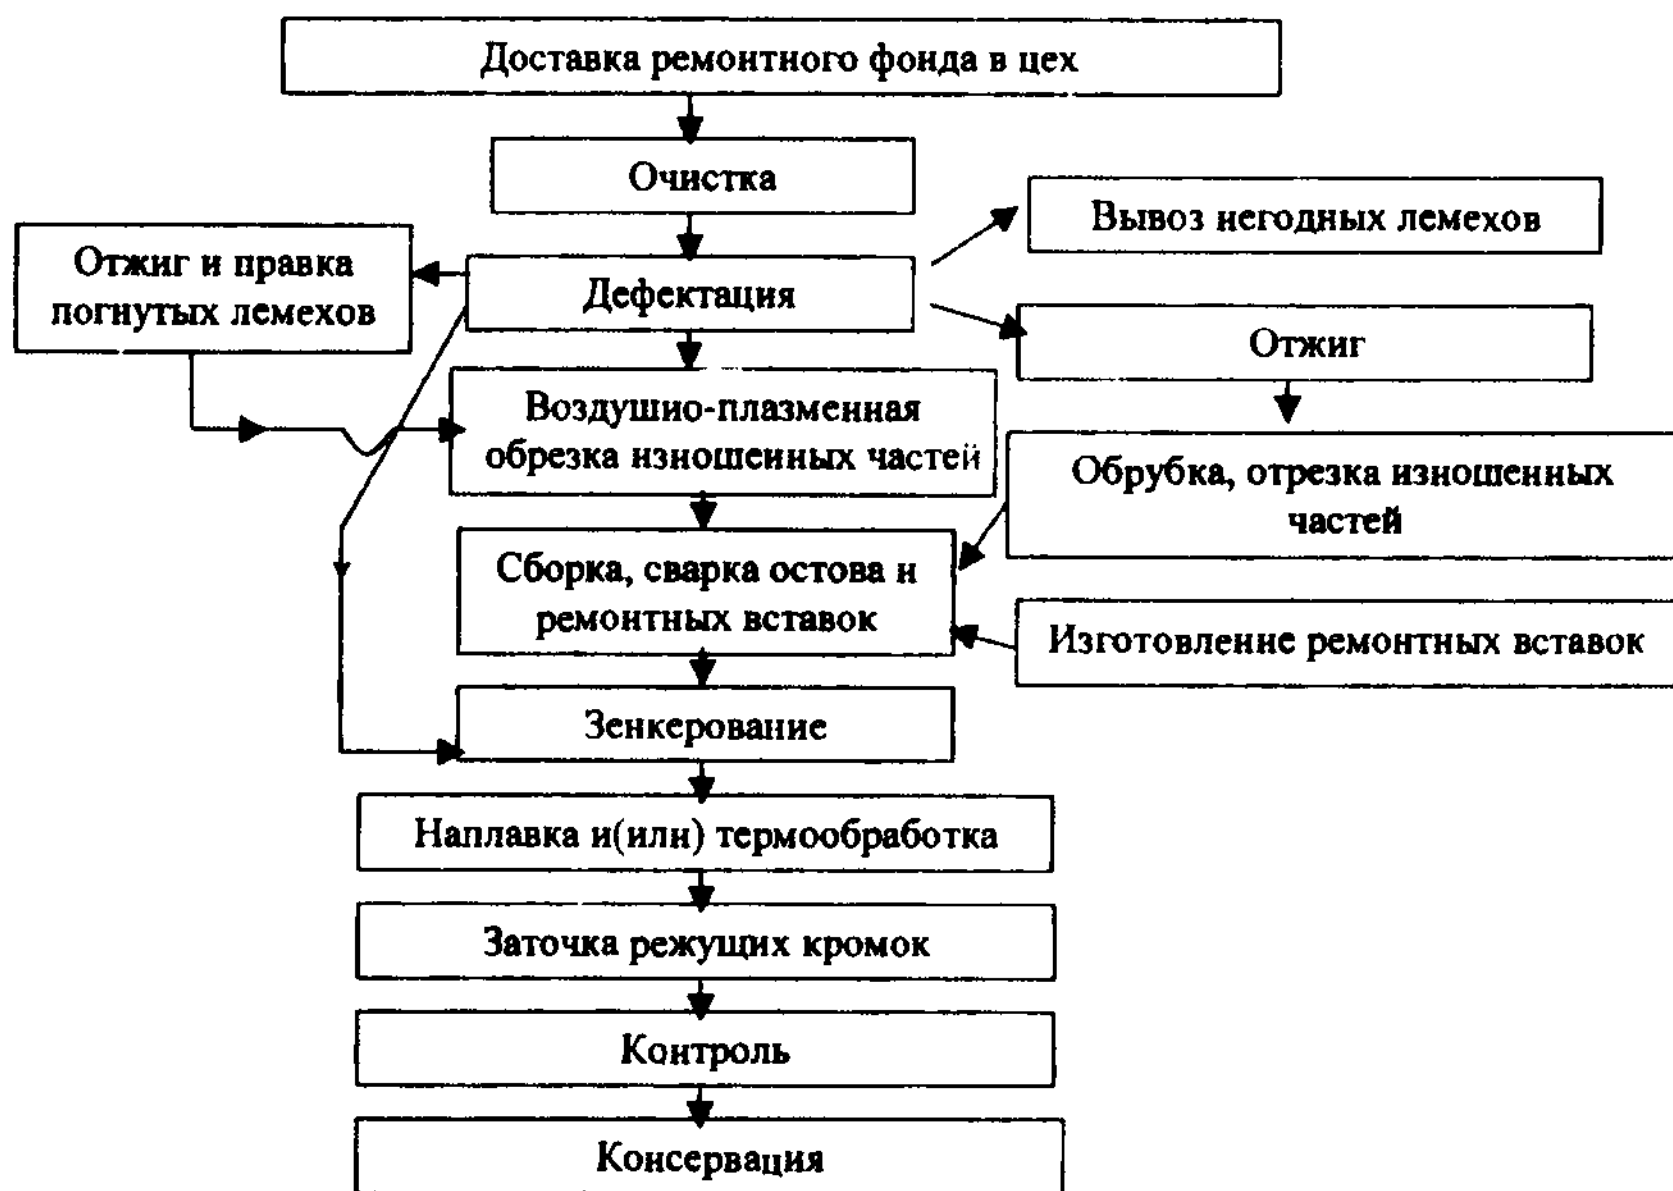 Доставка ремонтного фонда в цех
Очистка
Вывоз негодных лемехов
Отжиг и правка
погнутых лемехов
Дефектация
Отжиг
Воздушио-плазменная
обрезка изношенных частей
Обрубка, отрезка изношенных
частей
Сборка, сварка остова и
ремонтных вставок
Изготовление ремонтных вставок
Зенкерование
Наплавка и(или) термообработка
Заточка режущих кромок
Контроль
Консервация